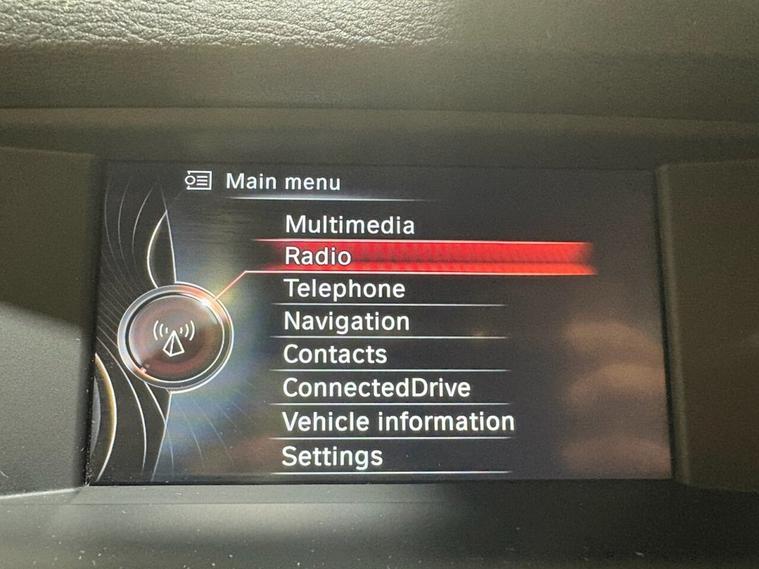 Main menu
Multimedia
Radio
Telephone
Navigation
Contacts
ConnectedDrive
Vehicle information
Settings